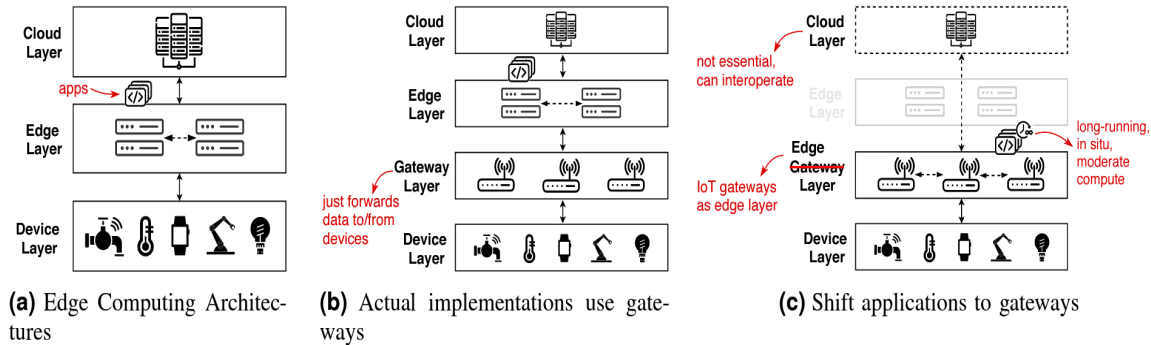 Cloud
Layer
apps
</>
Edge
Layer
Device
Layer
(a) Edge Computing Architec-
tures
Cloud
Layer
</>
Edge
Layer
Gateway
Layer
just forwards
data to/from
devices
Device
Layer
(b) Actual implementations use gate-
ways
Cloud
Layer
not essential,
can interoperate
Edge
Layer
</>
∞
long-running,
in situ,
moderate
compute
Edge
Gateway
Layer
IoT gateways
as edge layer
Device
Layer
(c) Shift applications to gateways